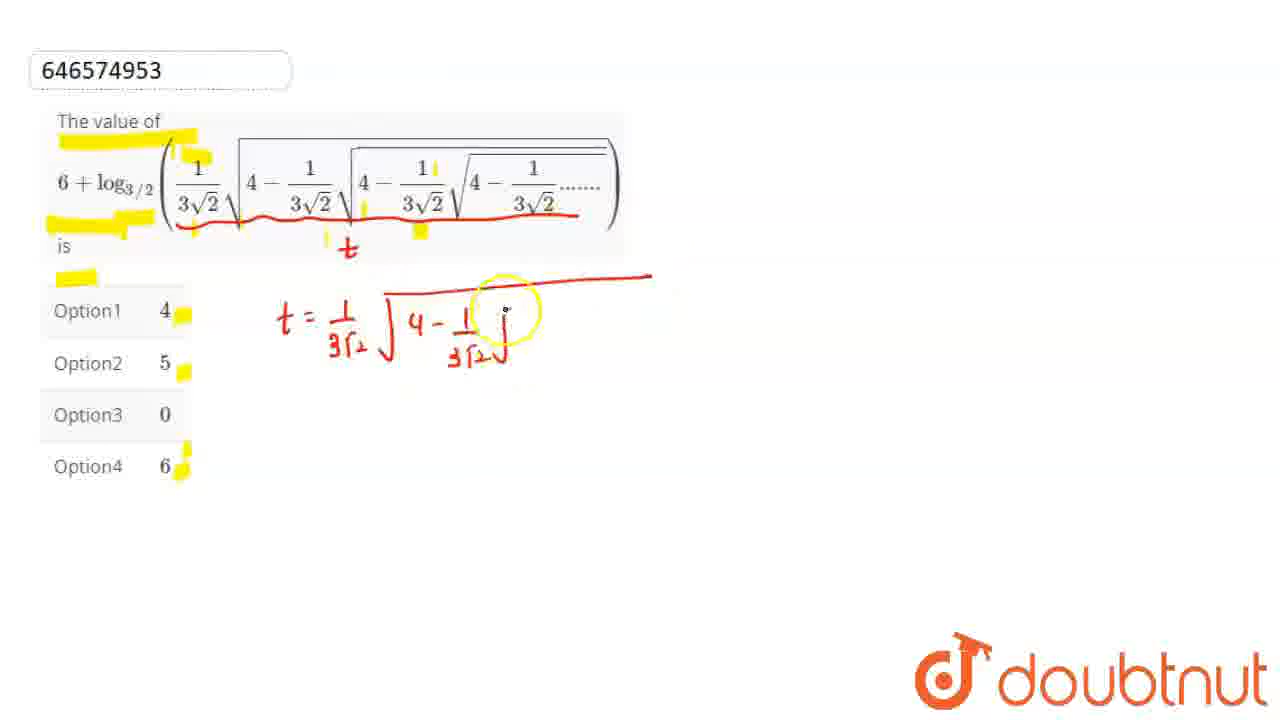 646574953
The value of
6 + log_{3/2} ( 1/(3√2) √(4 − 1/(3√2) √(4 − 1/(3√2) √(4 − 1/(3√2) .......))) )
is
t
t = 1/(3√2) √(4 − 1/(3√2) √
Option1 4
Option2 5
Option3 0
Option4 6
doubtnut